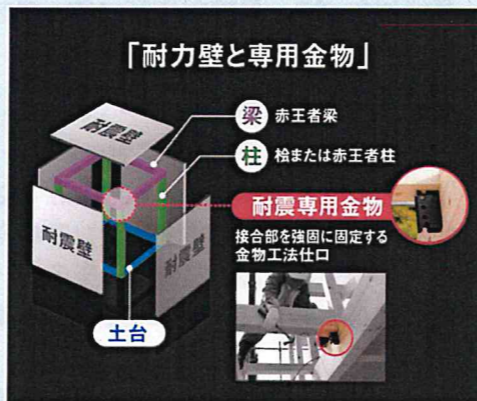 「耐力壁と専用金物」
耐震壁
梁 赤王者梁
柱 桧または赤王者柱
耐震専用金物
接合部を強固に固定する
金物工法仕口
耐震壁
耐震壁
土台